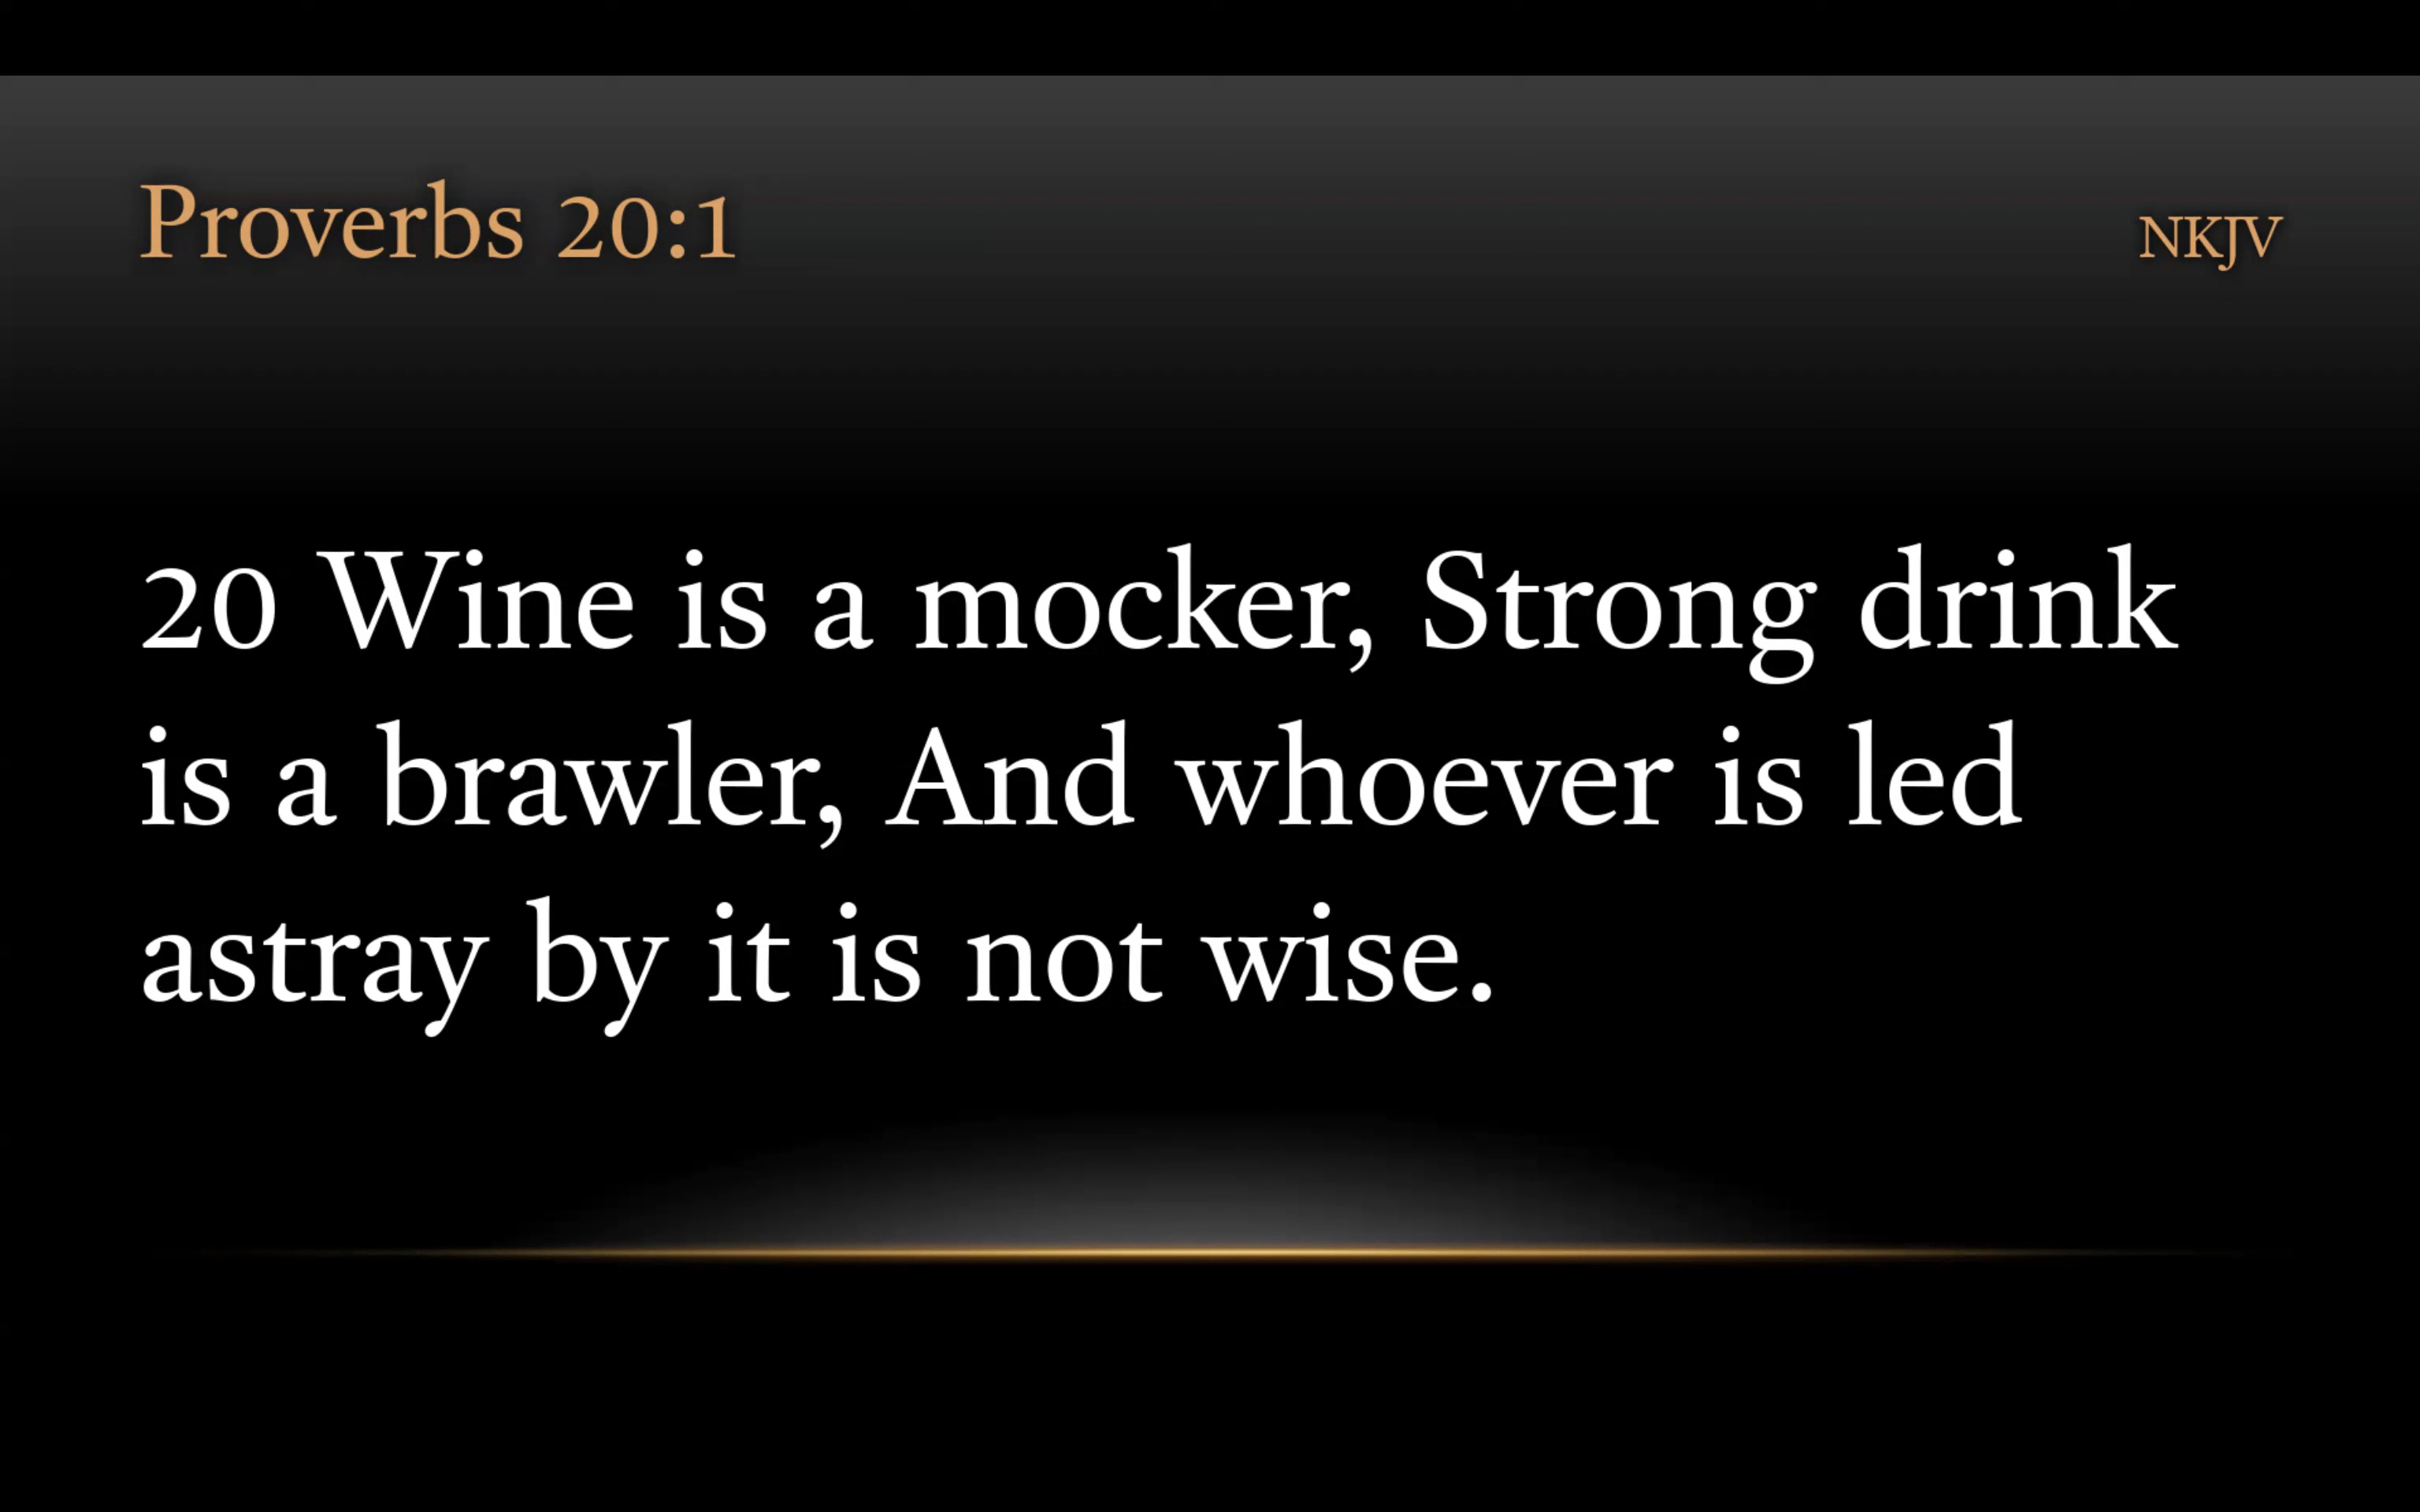 Proverbs 20:1
NKJV
20 Wine is a mocker, Strong drink
is a brawler, And whoever is led
astray by it is not wise.